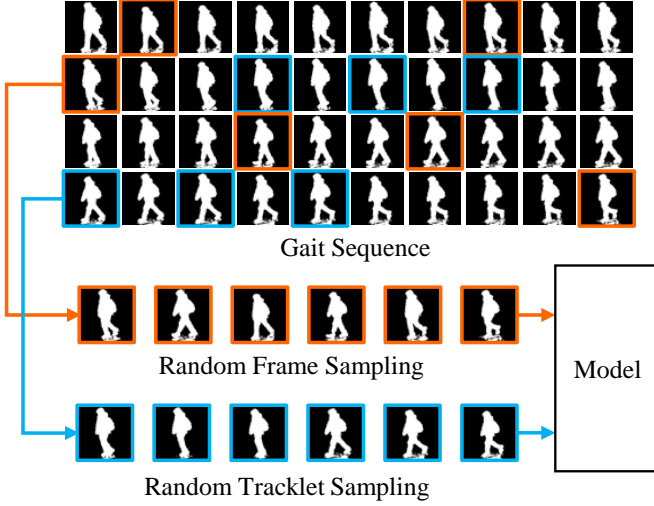 Gait Sequence
Random Frame Sampling
Model
Random Tracklet Sampling